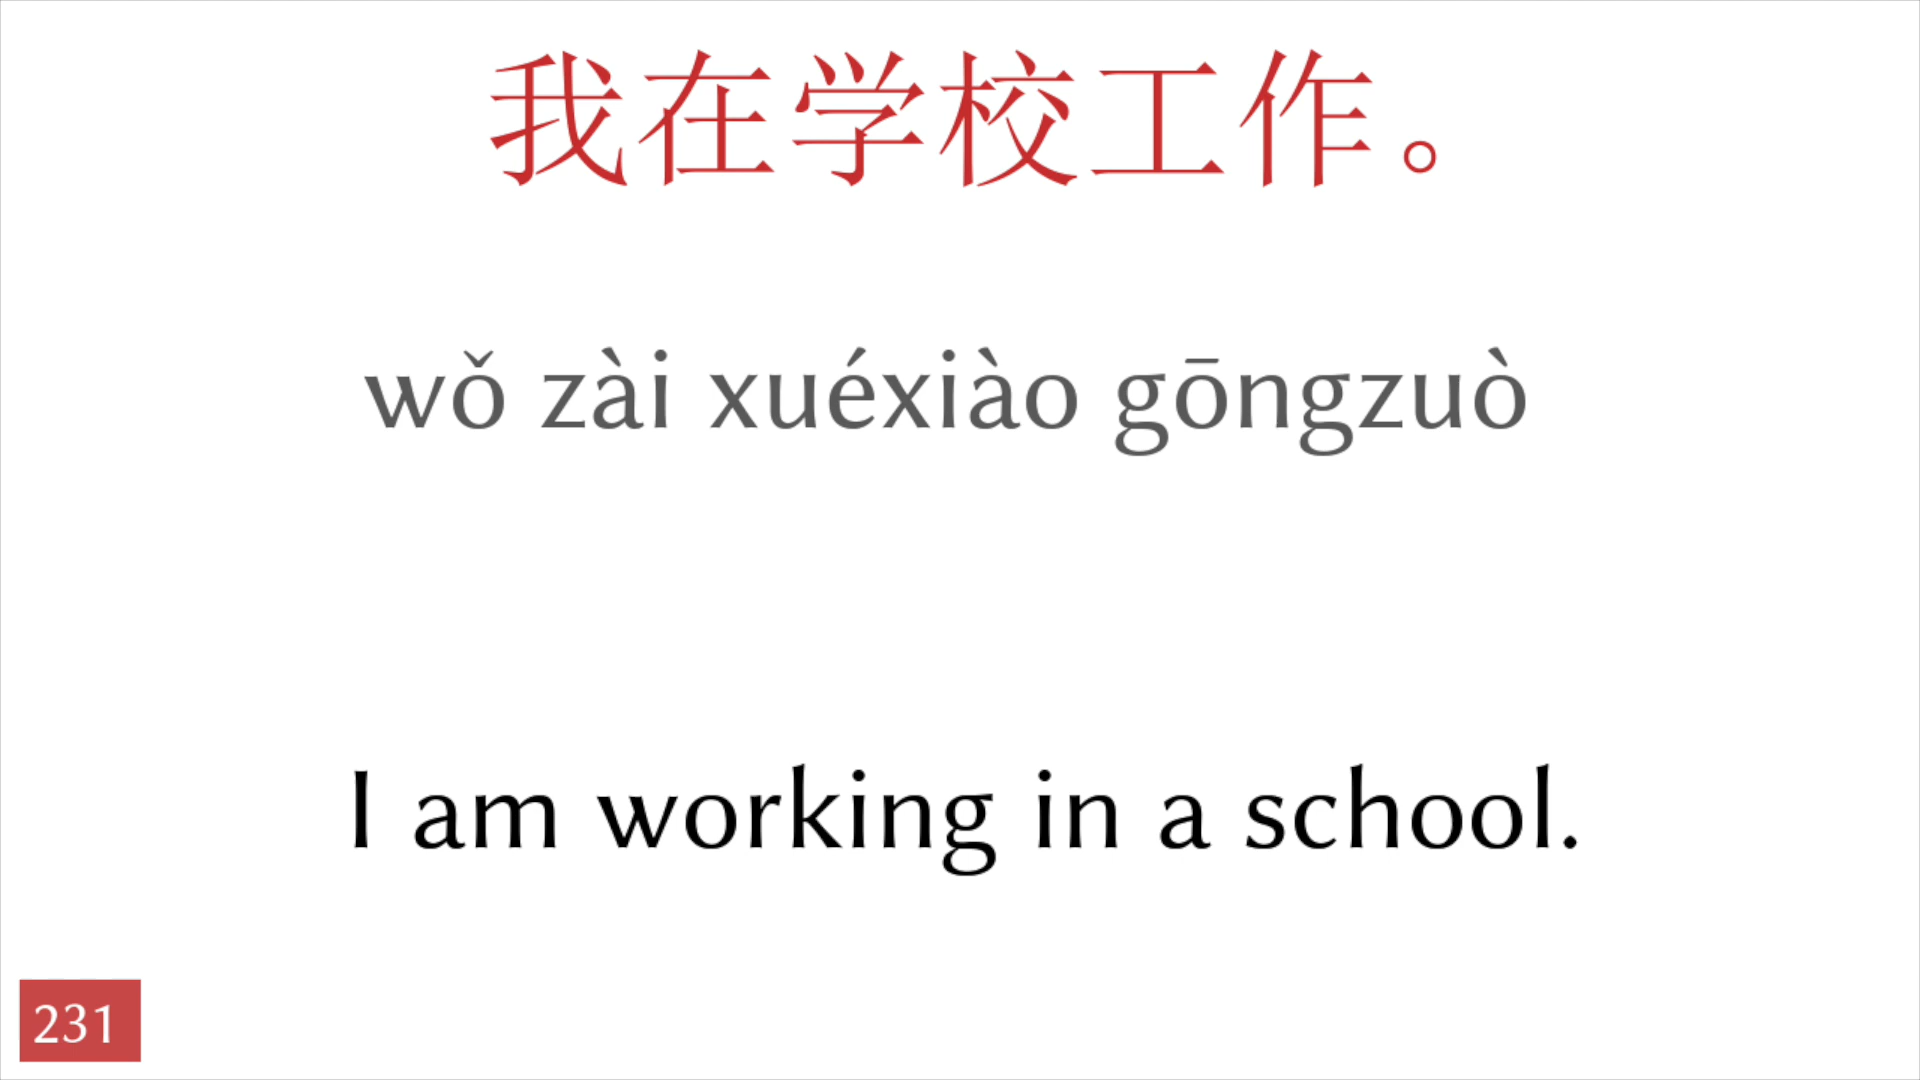 我在学校工作。
wǒ zài xuéxiào gōngzuò
I am working in a school.
231